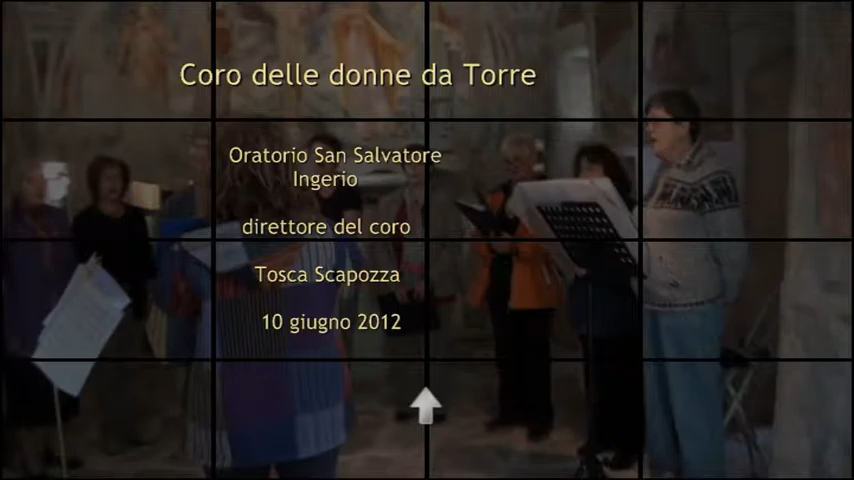 Coro delle donne da Torre
Oratorio San Salvatore
Ingerio
direttore del coro
Tosca Scapozza
10 giugno 2012